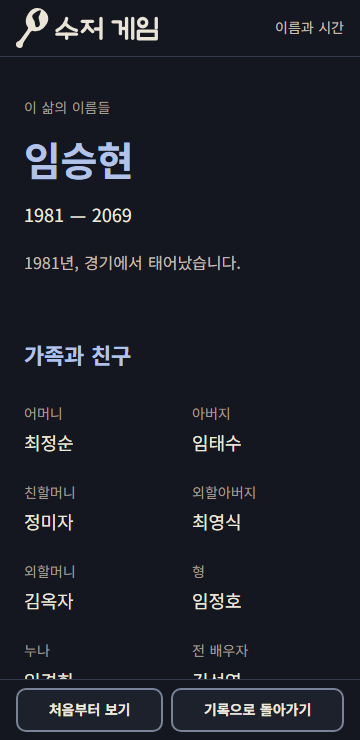 수저 게임
이름과 시간
이 삶의 이름들
임승현
1981 — 2069
1981년, 경기에서 태어났습니다.
가족과 친구
어머니
아버지
최정순
임태수
친할머니
외할아버지
정미자
최영식
외할머니
형
김옥자
임정호
누나
전 배우자
처음부터 보기
기록으로 돌아가기